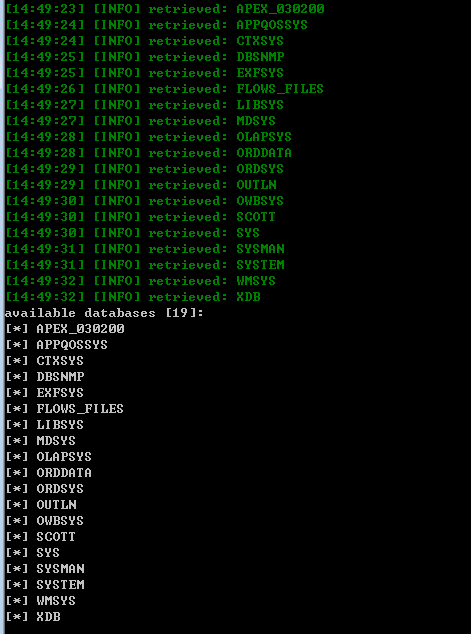 [14:49:23] [INFO] retrieved: APEX_030200
[14:49:24] [INFO] retrieved: APPQOSSYS
[14:49:24] [INFO] retrieved: CTXSYS
[14:49:25] [INFO] retrieved: DBSNMP
[14:49:25] [INFO] retrieved: EXFSYS
[14:49:26] [INFO] retrieved: FLOWS_FILES
[14:49:27] [INFO] retrieved: LIBSYS
[14:49:27] [INFO] retrieved: MDSYS
[14:49:28] [INFO] retrieved: OLAPSYS
[14:49:28] [INFO] retrieved: ORDDATA
[14:49:29] [INFO] retrieved: ORDSYS
[14:49:29] [INFO] retrieved: OUTLN
[14:49:30] [INFO] retrieved: OWBSYS
[14:49:30] [INFO] retrieved: SCOTT
[14:49:30] [INFO] retrieved: SYS
[14:49:31] [INFO] retrieved: SYSMAN
[14:49:31] [INFO] retrieved: SYSTEM
[14:49:32] [INFO] retrieved: WMSYS
[14:49:32] [INFO] retrieved: XDB
available databases [19]:
[*] APEX_030200
[*] APPQOSSYS
[*] CTXSYS
[*] DBSNMP
[*] EXFSYS
[*] FLOWS_FILES
[*] LIBSYS
[*] MDSYS
[*] OLAPSYS
[*] ORDDATA
[*] ORDSYS
[*] OUTLN
[*] OWBSYS
[*] SCOTT
[*] SYS
[*] SYSMAN
[*] SYSTEM
[*] WMSYS
[*] XDB